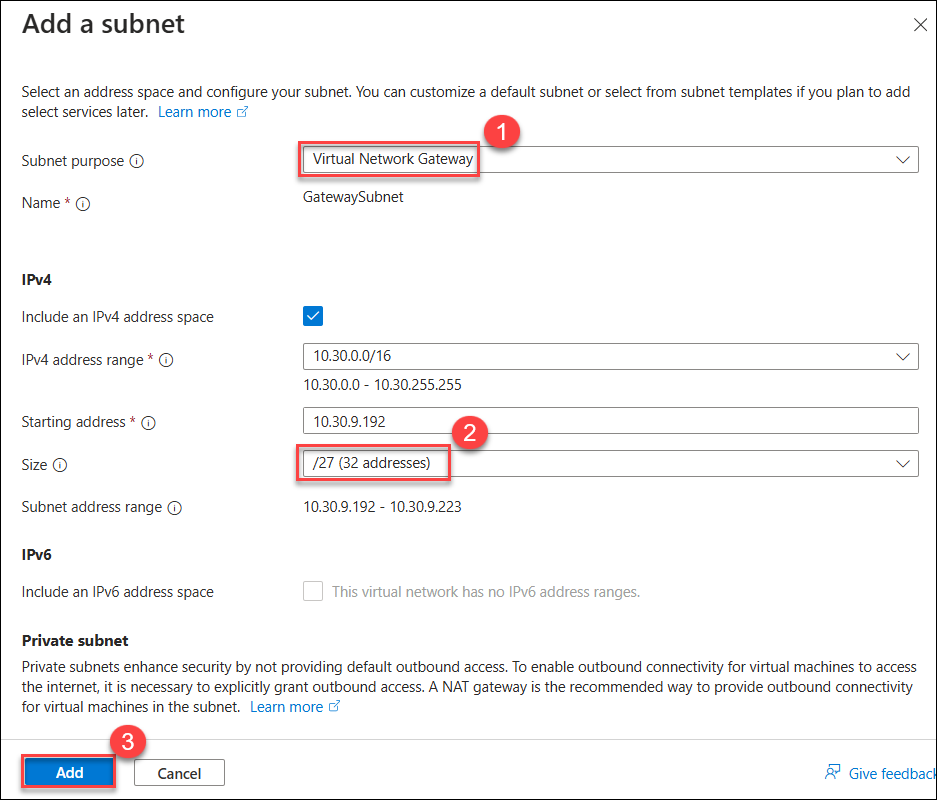 Add a subnet
Select an address space and configure your subnet. You can customize a default subnet or select from subnet templates if you plan to add
select services later. Learn more
1
Subnet purpose
Virtual Network Gateway
Name *
GatewaySubnet
IPv4
Include an IPv4 address space
IPv4 address range *
10.30.0.0/16
10.30.0.0 - 10.30.255.255
Starting address *
10.30.9.192
2
Size
/27 (32 addresses)
Subnet address range
10.30.9.192 - 10.30.9.223
IPv6
Include an IPv6 address space
This virtual network has no IPv6 address ranges.
Private subnet
Private subnets enhance security by not providing default outbound access. To enable outbound connectivity for virtual machines to access
the internet, it is necessary to explicitly grant outbound access. A NAT gateway is the recommended way to provide outbound connectivity
for virtual machines in the subnet. Learn more
3
Add
Cancel
Give feedback